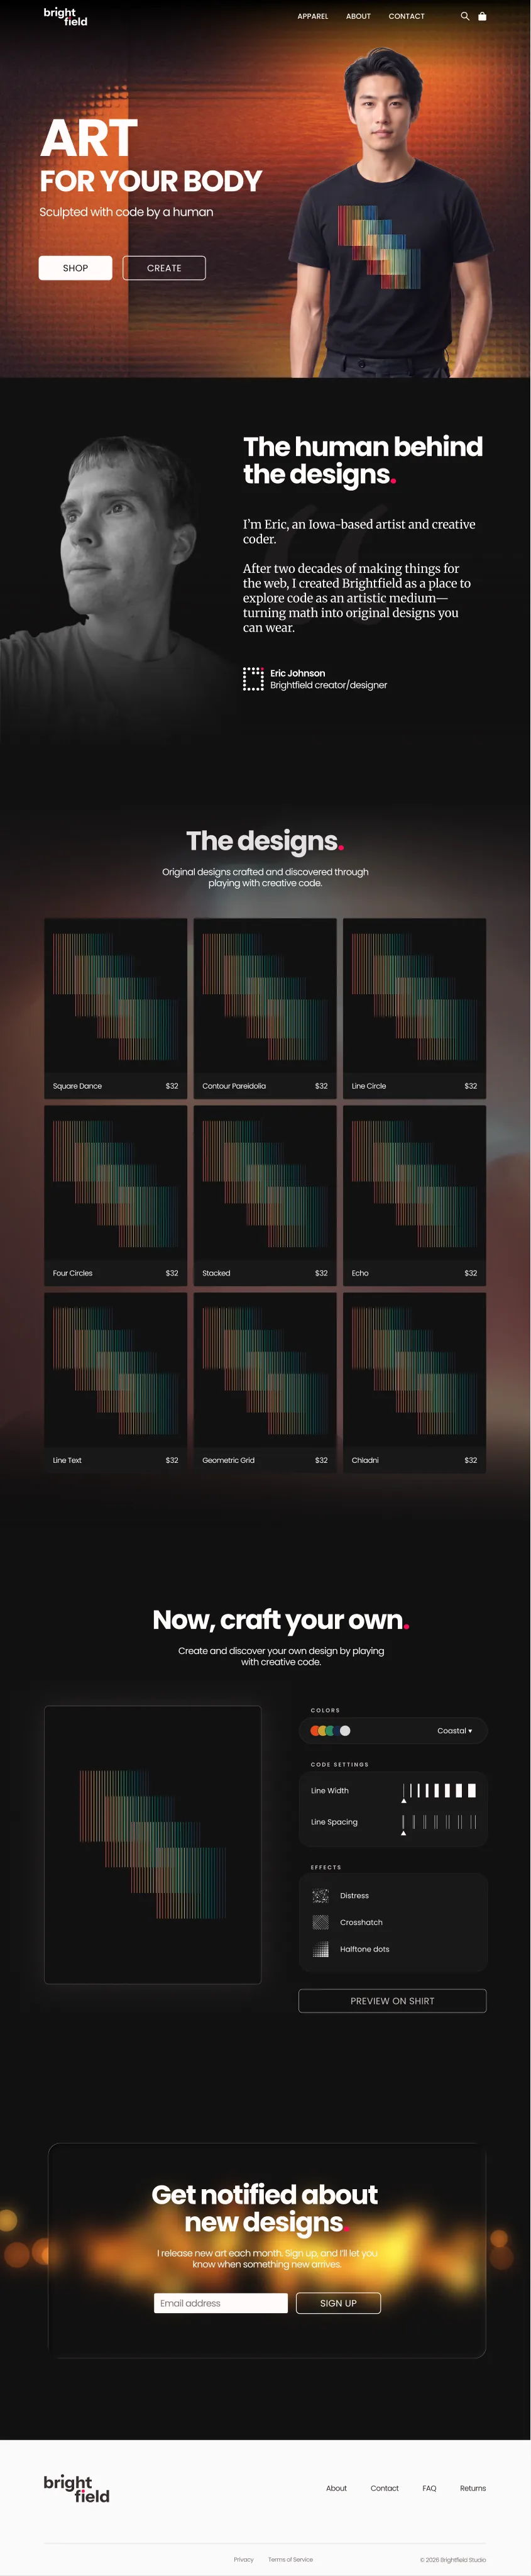 bright
field
APPAREL
ABOUT
CONTACT
ART
FOR YOUR BODY
Sculpted with code by a human
SHOP
CREATE
The human behind
the designs.
I'm Eric, an Iowa-based artist and creative
coder.
After two decades of making things for
the web, I created Brightfield as a place to
explore code as an artistic medium—
turning math into original designs you
can wear.
Eric Johnson
Brightfield creator/designer
The designs.
Original designs crafted and discovered through
playing with creative code.
Square Dance $32
Contour Pareidolia $32
Line Circle $32
Four Circles $32
Stacked $32
Echo $32
Line Text $32
Geometric Grid $32
Chladni $32
Now, craft your own.
Create and discover your own design by playing
with creative code.
COLORS
Coastal ▾
CODE SETTINGS
Line Width
Line Spacing
EFFECTS
Distress
Crosshatch
Halftone dots
PREVIEW ON SHIRT
Get notified about
new designs.
I release new art each month. Sign up, and I'll let you
know when something new arrives.
Email address
SIGN UP
bright
field
About
Contact
FAQ
Returns
Privacy
Terms of Service
© 2026 Brightfield Studio